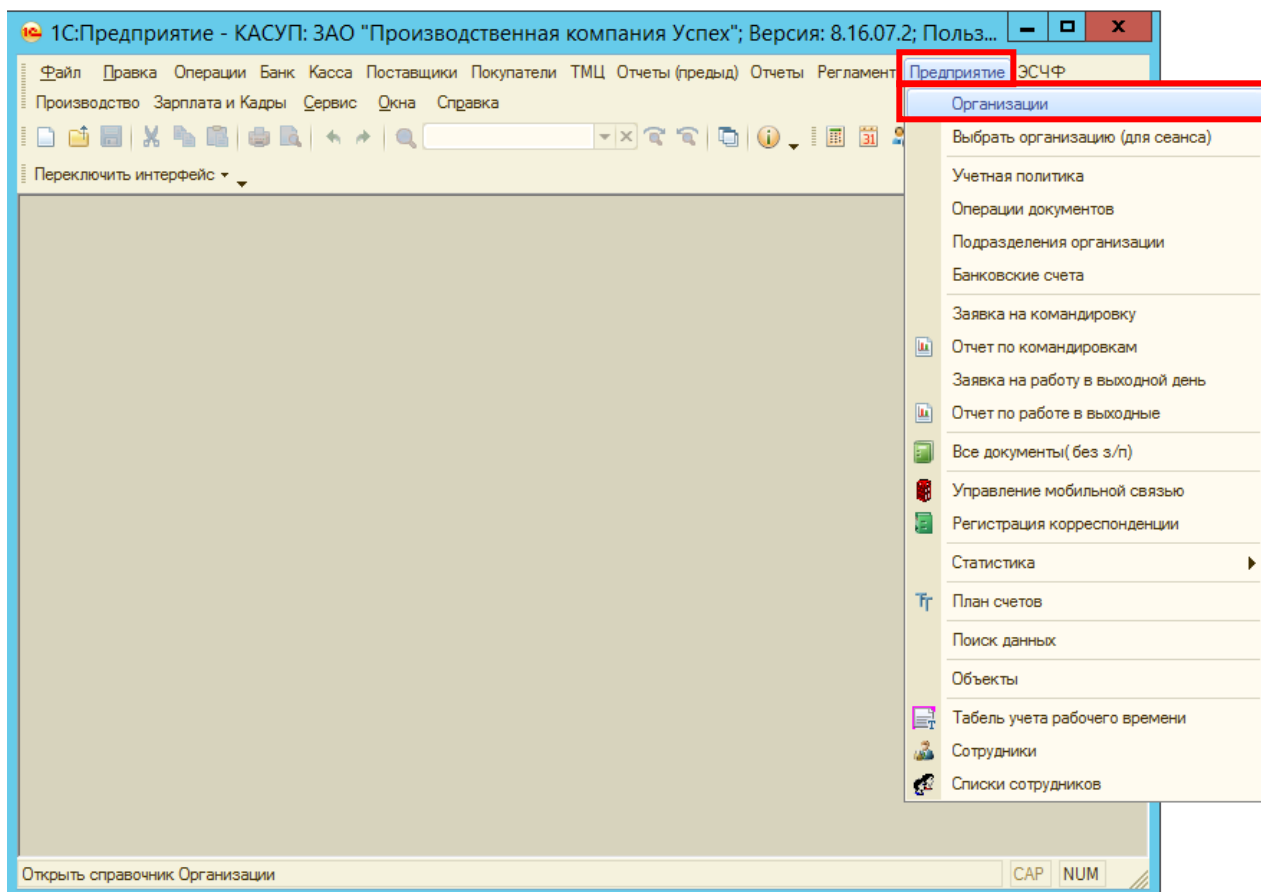 1С:Предприятие - КАСУП: ЗАО "Производственная компания Успех"; Версия: 8.16.07.2; Польз...
Файл Правка Операции Банк Касса Поставщики Покупатели ТМЦ Отчеты (предыд) Отчеты Регламент Предприятие ЭСЧФ
Производство Зарплата и Кадры Сервис Окна Справка
Переключить интерфейс
Организации
Выбрать организацию (для сеанса)
Учетная политика
Операции документов
Подразделения организации
Банковские счета
Заявка на командировку
Отчет по командировкам
Заявка на работу в выходной день
Отчет по работе в выходные
Все документы( без з/п)
Управление мобильной связью
Регистрация корреспонденции
Статистика
План счетов
Поиск данных
Объекты
Табель учета рабочего времени
Сотрудники
Списки сотрудников
Открыть справочник Организации CAP NUM